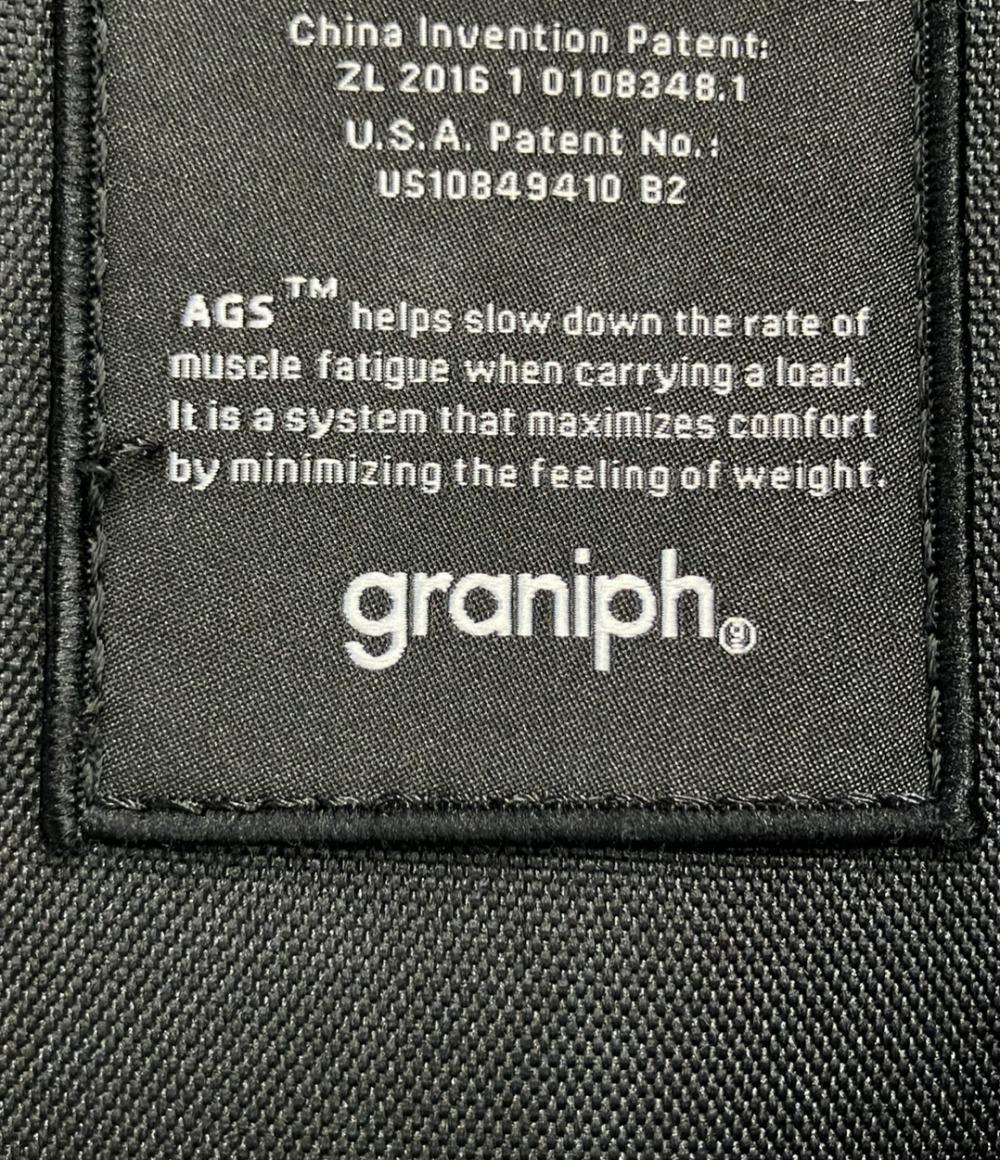 China Invention Patent:
ZL 2016 1 0108348.1
U.S.A. Patent No.:
US10849410 B2
AGS™ helps slow down the rate of
muscle fatigue when carrying a load.
It is a system that maximizes comfort
by minimizing the feeling of weight.
graniph g